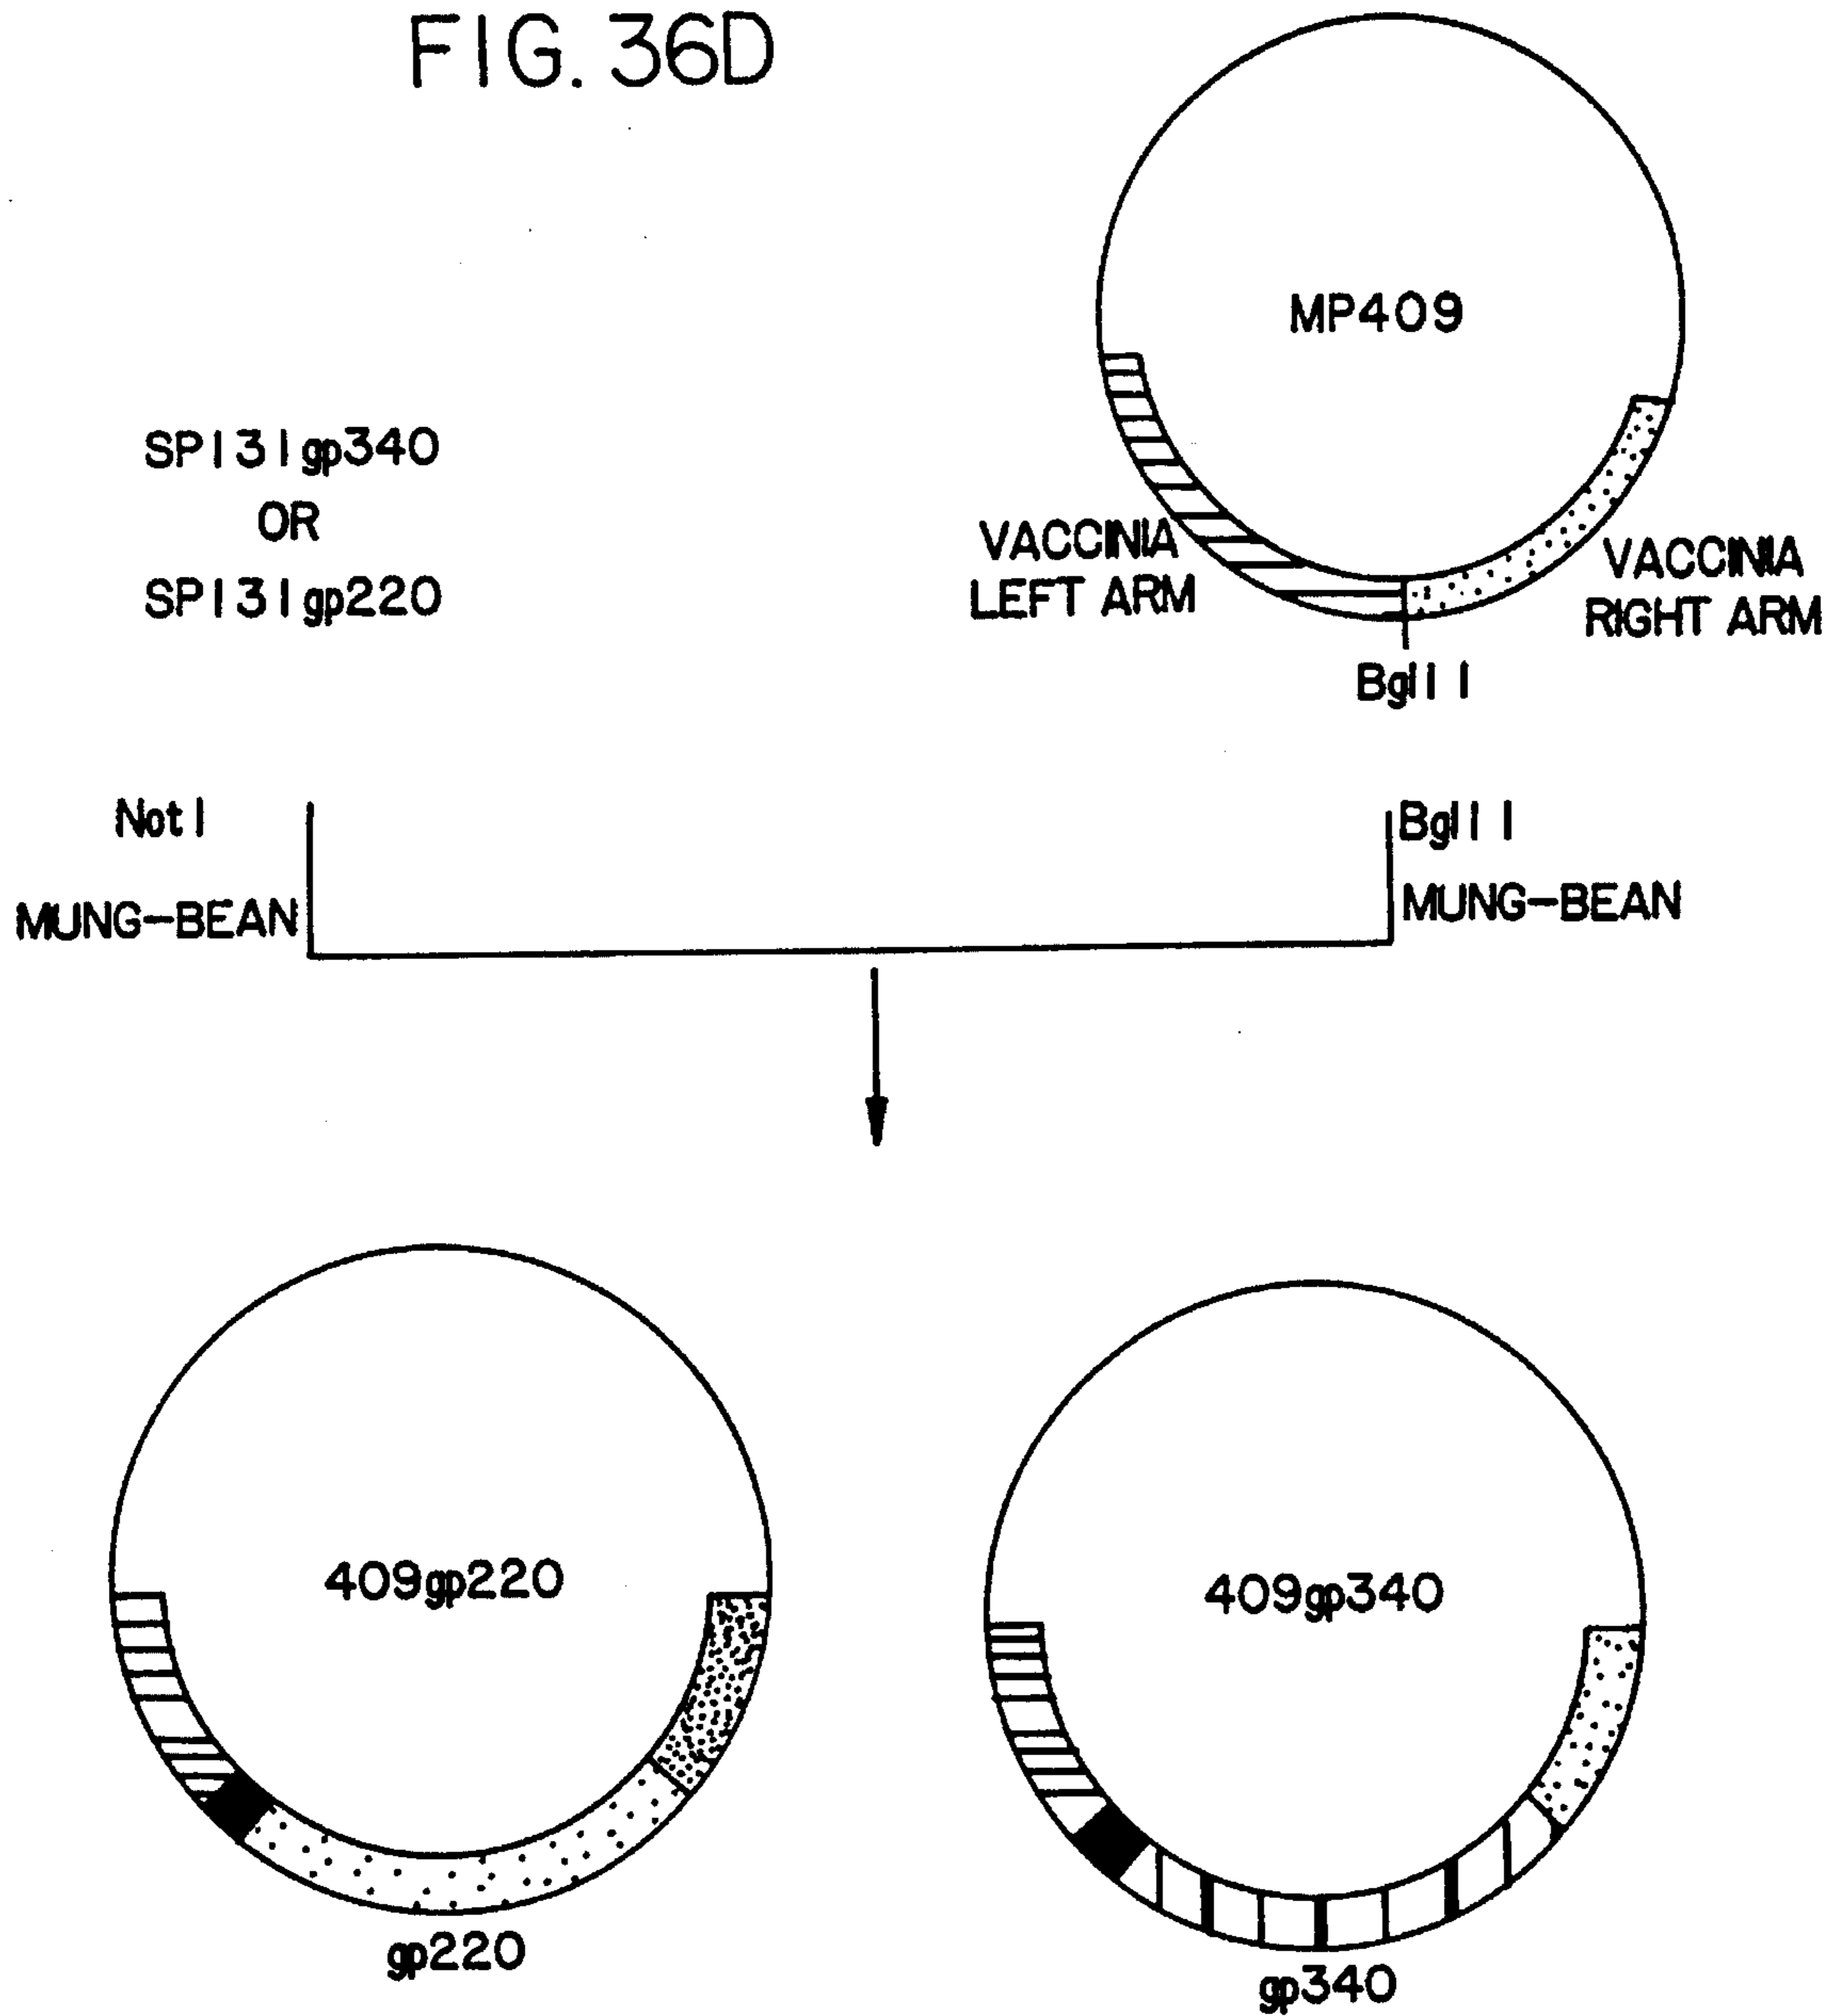 FIG. 36D
MP409
SP131gp340
OR
SP131gp220
VACCINIA
LEFT ARM
VACCINIA
RIGHT ARM
BglII
NotI
MUNG-BEAN
BglII
MUNG-BEAN
409gp220
409gp340
gp220
gp340